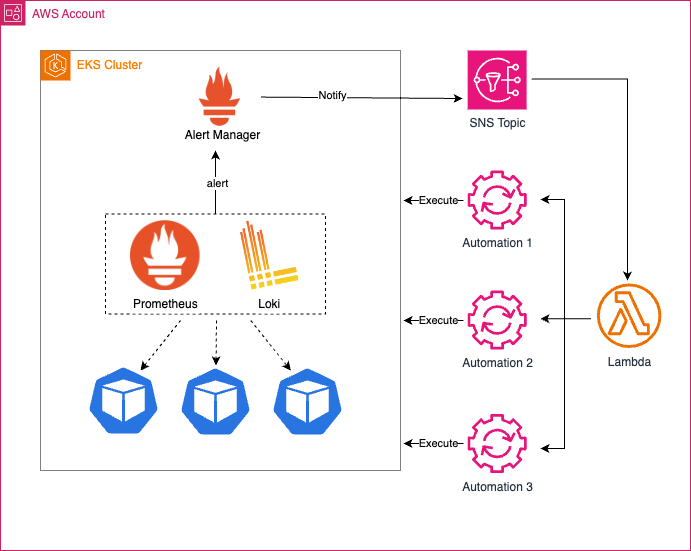 AWS Account
EKS Cluster
Alert Manager
Notify
SNS Topic
alert
Execute
Automation 1
Prometheus
Loki
Execute
Automation 2
Lambda
Execute
Automation 3